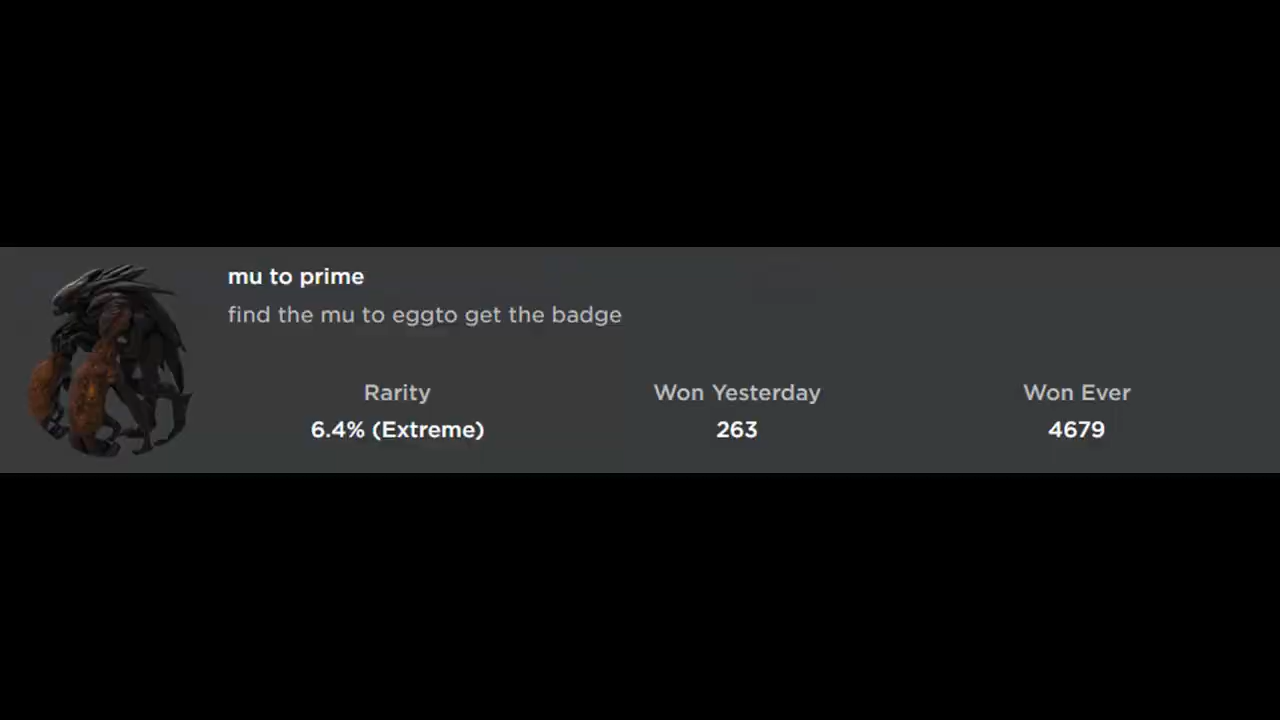 mu to prime
find the mu to eggto get the badge
Rarity Won Yesterday Won Ever
6.4% (Extreme) 263 4679